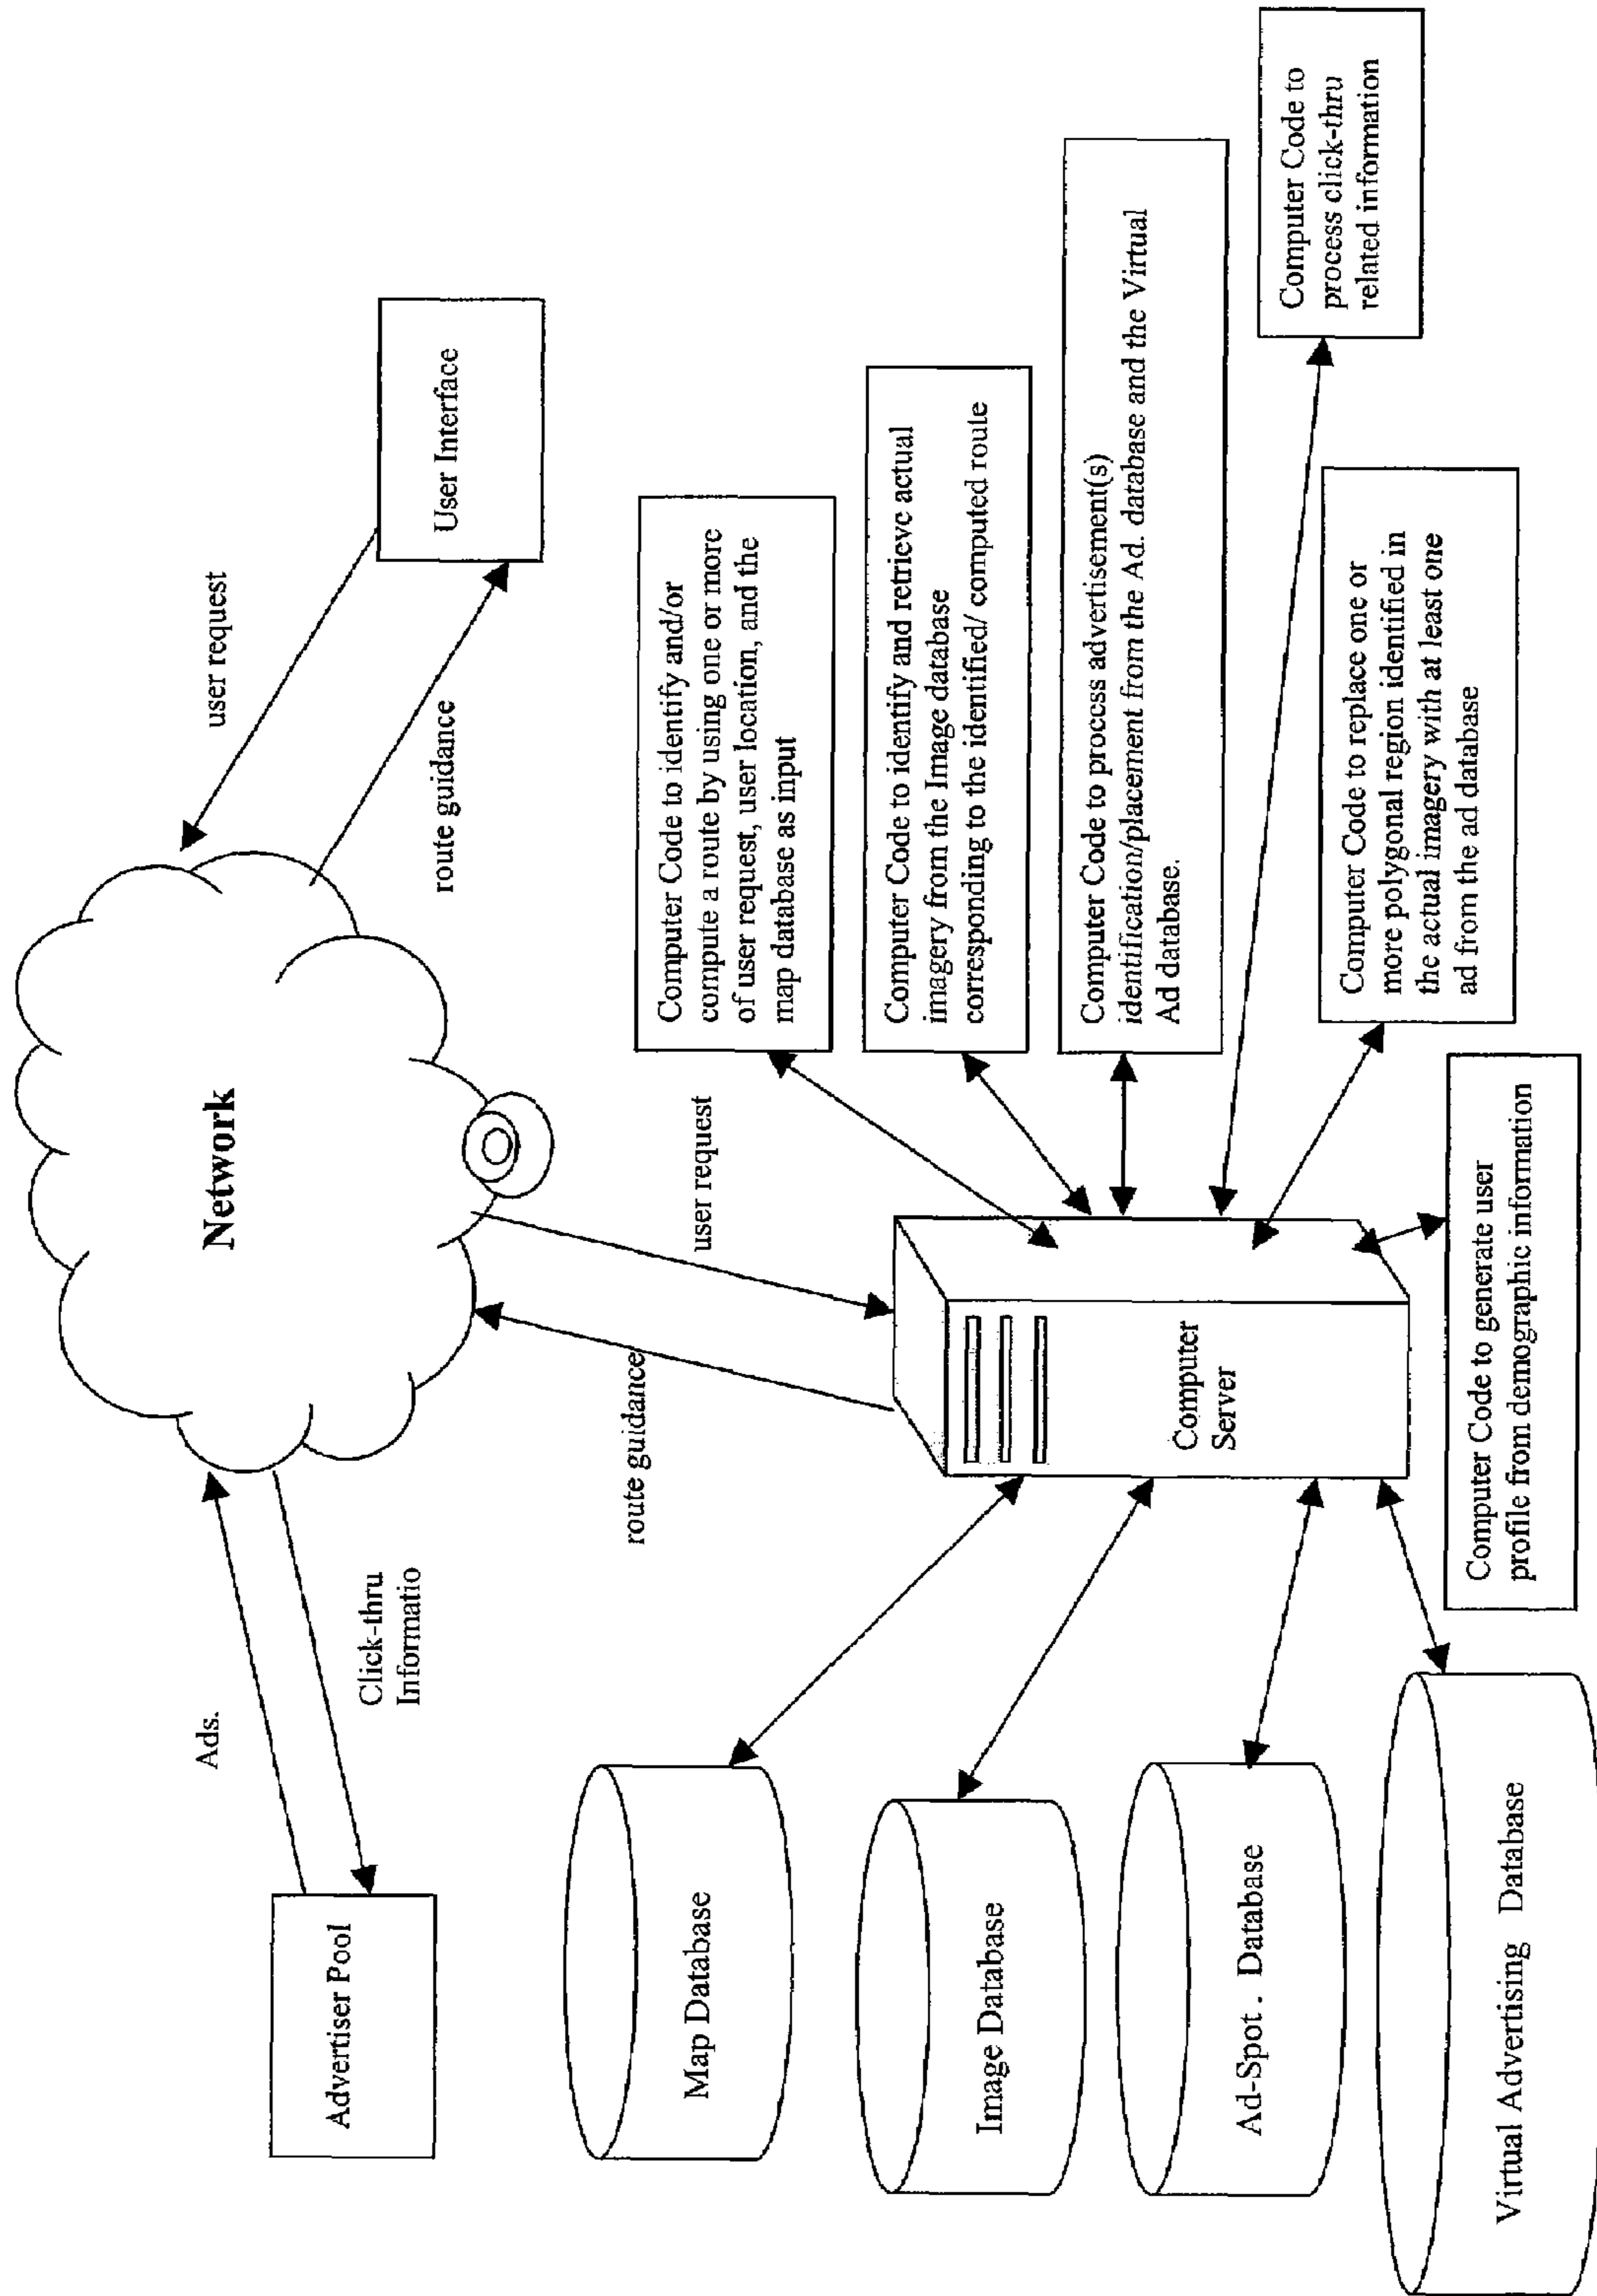 Network
user request
User Interface
route guidance
Ads.
Click-thru
Informatio
Advertiser Pool
user request
route guidance
Computer
Server
Map Database
Image Database
Ad-Spot . Database
Virtual Advertising Database
Computer Code to identify and/or
compute a route by using one or more
of user request, user location, and the
map database as input
Computer Code to identify and retrieve actual
imagery from the Image database
corresponding to the identified/ computed route
Computer Code to process advertisement(s)
identification/placement from the Ad. database and the Virtual
Ad database.
Computer Code to
process click-thru
related information
Computer Code to replace one or
more polygonal region identified in
the actual imagery with at least one
ad from the ad database
Computer Code to generate user
profile from demographic information